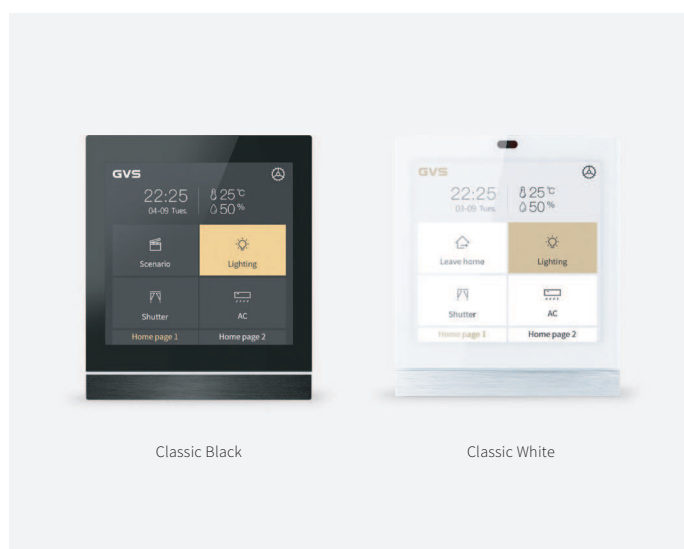 GVS
22:25
04-09 Tues.
25℃
50%
Scenario
Lighting
Shutter
AC
Home page 1
Home page 2
GVS
22:25
03-09 Tues.
25℃
50%
Leave home
Lighting
Shutter
AC
Home page 1
Home page 2
Classic Black
Classic White